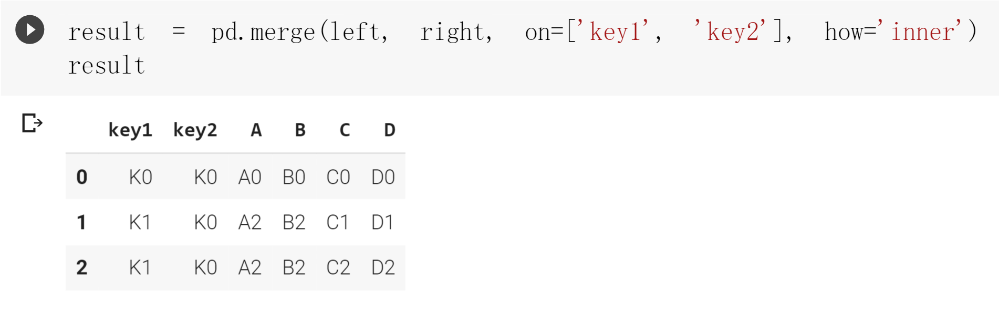 result = pd.merge(left, right, on=['key1', 'key2'], how='inner')
result
key1 key2 A B C D
0 K0 K0 A0 B0 C0 D0
1 K1 K0 A2 B2 C1 D1
2 K1 K0 A2 B2 C2 D2